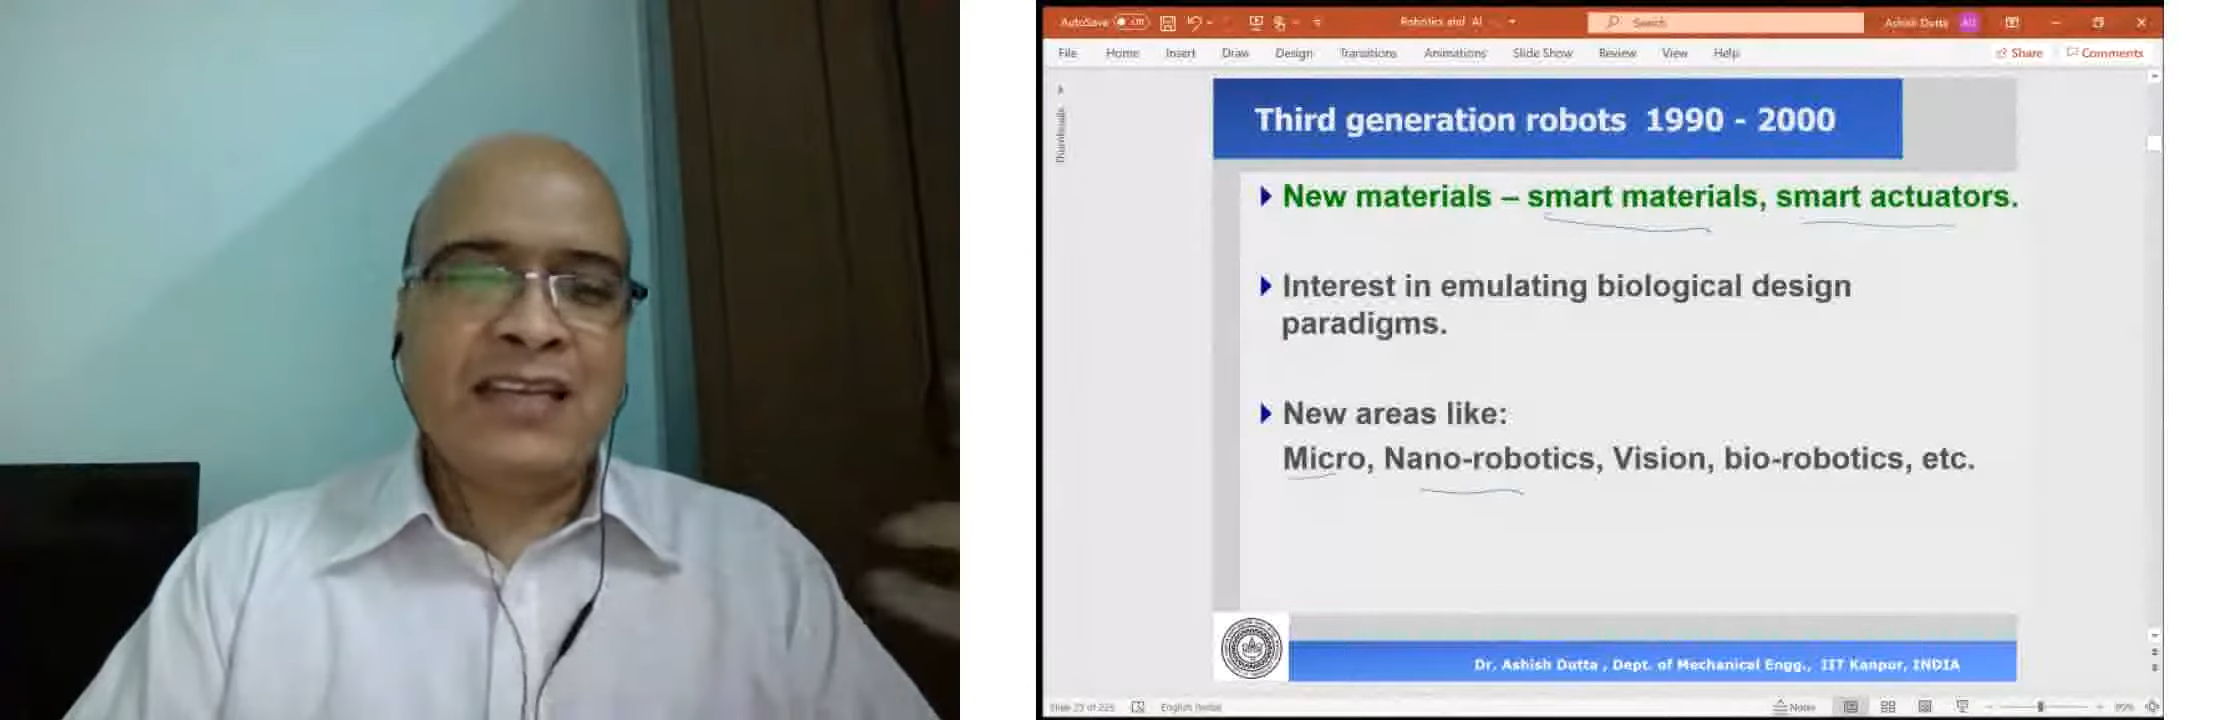 AutoSave Off Robotics and AI Search Ashish Dutta AD
File Home Insert Draw Design Transitions Animations Slide Show Review View Help Share Comments
Thumbnails
Third generation robots 1990 - 2000
New materials – smart materials, smart actuators.
Interest in emulating biological design
paradigms.
New areas like:
Micro, Nano-robotics, Vision, bio-robotics, etc.
Dr. Ashish Dutta , Dept. of Mechanical Engg., IIT Kanpur, INDIA
Notes